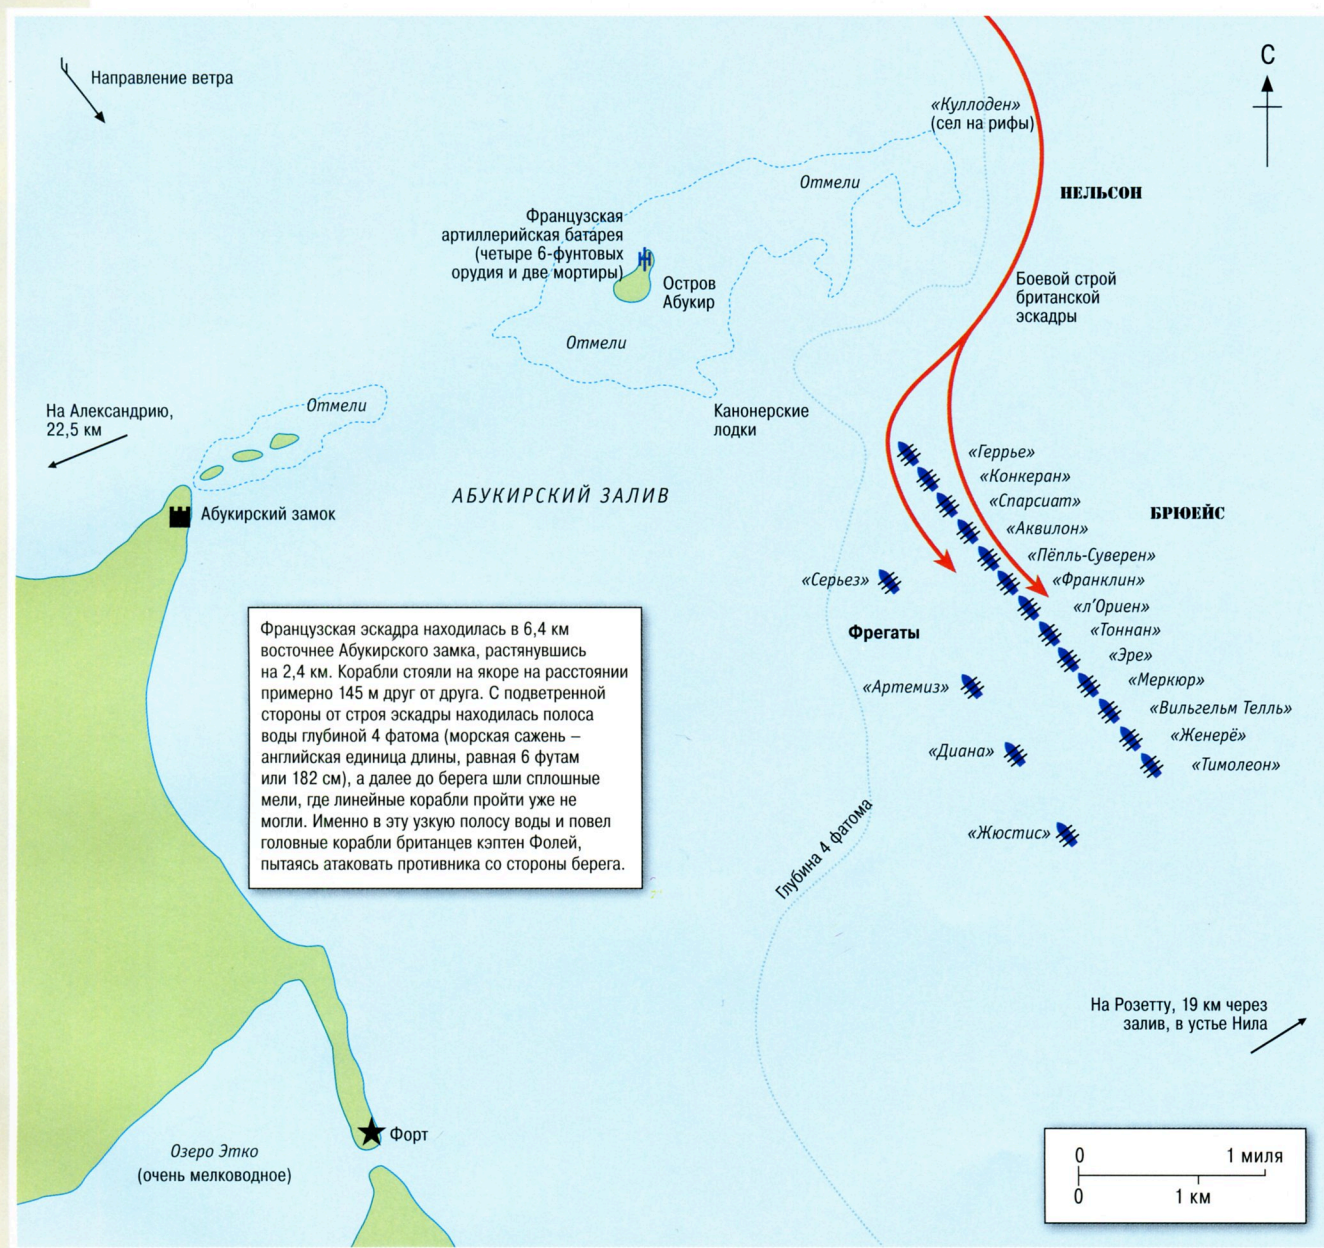 С
Направление ветра
«Куллоден»
(сел на рифы)
Отмели
НЕЛЬСОН
Французская
артиллерийская батарея
(четыре 6-фунтовых
орудия и две мортиры)
Остров
Абукир
Боевой строй
британской
эскадры
Отмели
Отмели
На Александрию,
22,5 км
Канонерские
лодки
АБУКИРСКИЙ ЗАЛИВ
Абукирский замок
«Геррье»
«Конкеран»
«Спарсиат»
БРЮЕЙС
«Аквилон»
«Пёпль-Суверен»
«Франклин»
«л’Ориен»
«Тоннан»
«Эре»
«Меркюр»
«Вильгельм Телль»
«Женерё»
«Тимолеон»
«Серьез»
Фрегаты
«Артемиз»
«Диана»
«Жюстис»
Французская эскадра находилась в 6,4 км
восточнее Абукирского замка, растянувшись
на 2,4 км. Корабли стояли на якоре на расстоянии
примерно 145 м друг от друга. С подветренной
стороны от строя эскадры находилась полоса
воды глубиной 4 фатома (морская сажень –
английская единица длины, равная 6 футам
или 182 см), а далее до берега шли сплошные
мели, где линейные корабли пройти уже не
могли. Именно в эту узкую полосу воды и повел
головные корабли британцев кэптен Фолей,
пытаясь атаковать противника со стороны берега.
Глубина 4 фатома
На Розетту, 19 км через
залив, в устье Нила
Форт
Озеро Этко
(очень мелководное)
0 1 миля
0 1 км